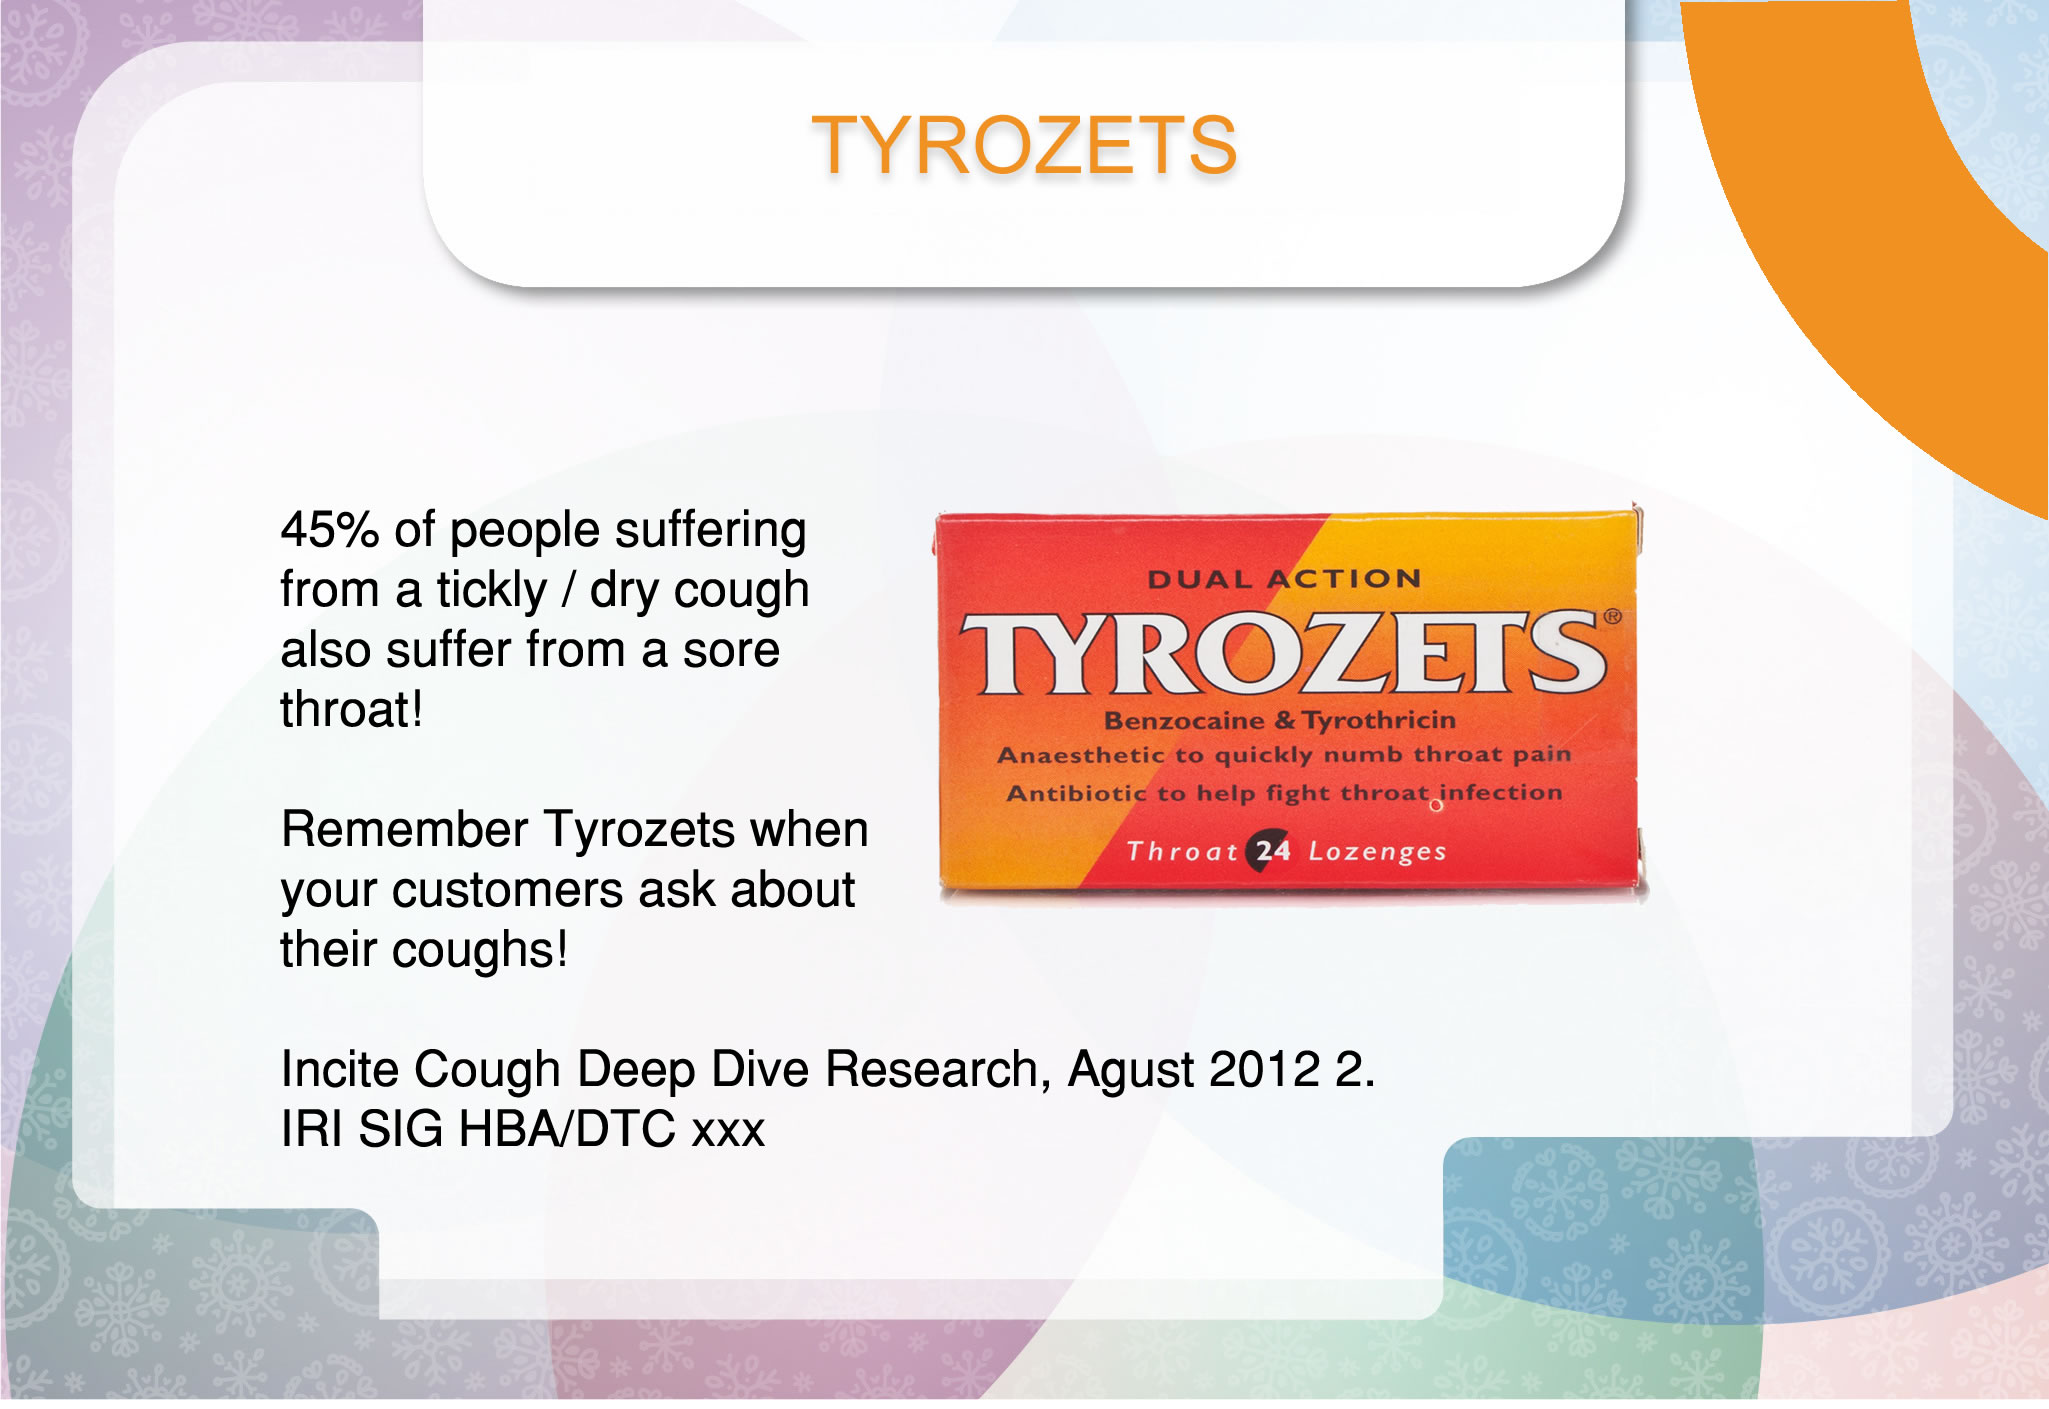 TYROZETS
45% of people suffering
from a tickly / dry cough
also suffer from a sore
throat!
Remember Tyrozets when
your customers ask about
their coughs!
Incite Cough Deep Dive Research, Agust 2012 2.
IRI SIG HBA/DTC xxx
DUAL ACTION
TYROZETS®
Benzocaine & Tyrothricin
Anaesthetic to quickly numb throat pain
Antibiotic to help fight throat infection
Throat 24 Lozenges